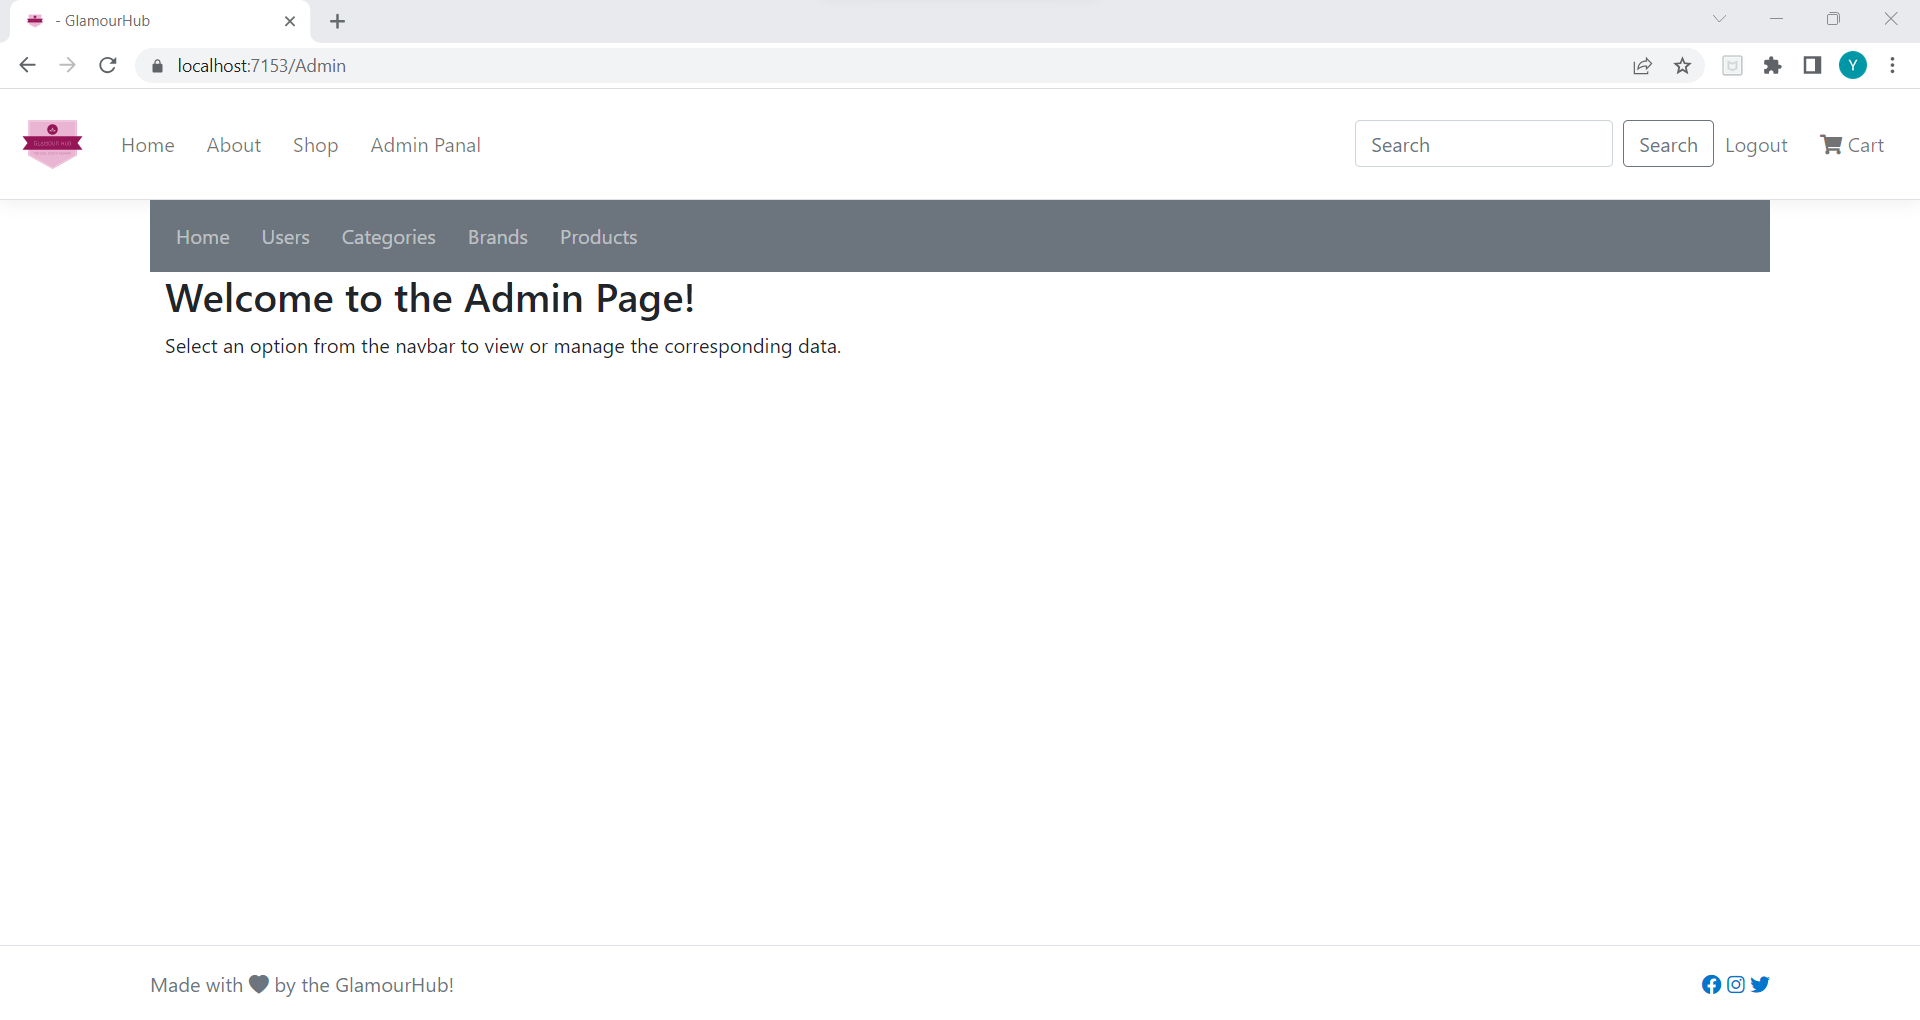 - GlamourHub
localhost:7153/Admin
Y
GLAMOUR HUB
Home About Shop Admin Panal Search Search Logout Cart
Home Users Categories Brands Products
Welcome to the Admin Page!
Select an option from the navbar to view or manage the corresponding data.
Made with by the GlamourHub!